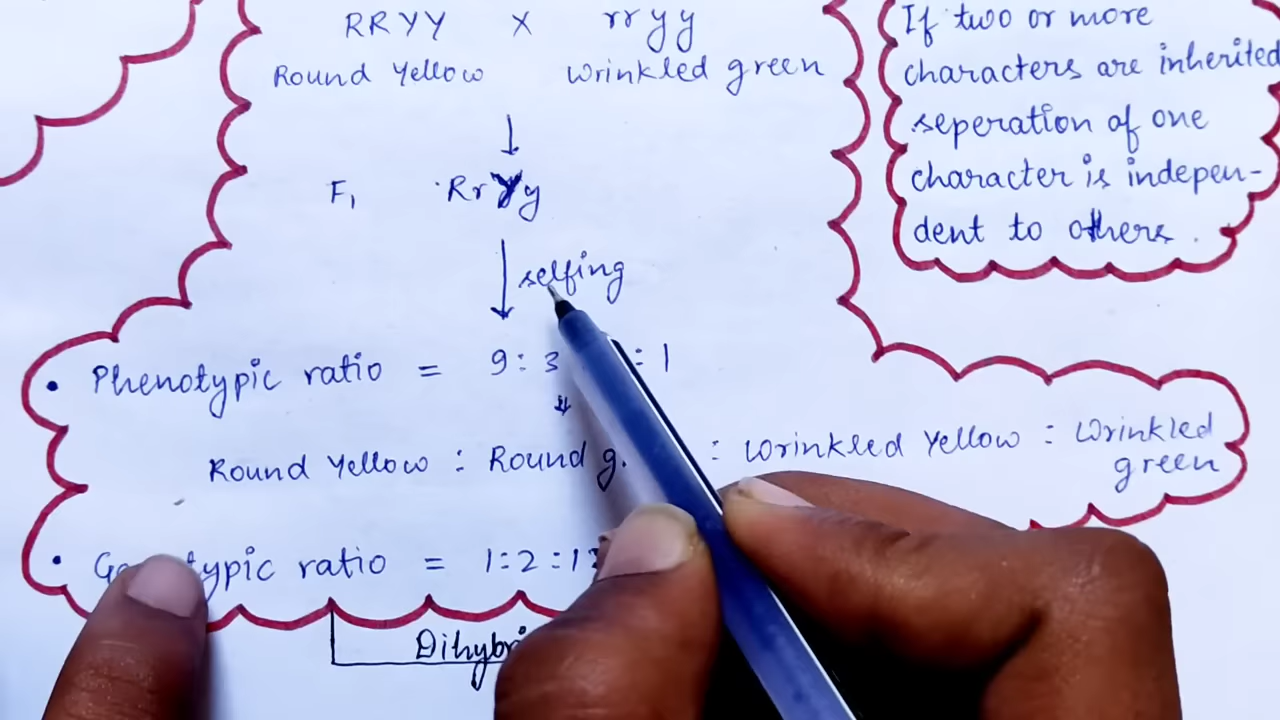 RRYY X rryy
Round Yellow wrinkled green
F1 RrYy
selfing
• Phenotypic ratio = 9 : 3 : 1
Round Yellow : Round g. : wrinkled Yellow : wrinkled
green
• ratio = 1:2:1:
If two or more
characters are inherited
seperation of one
character is indepen-
dent to others.